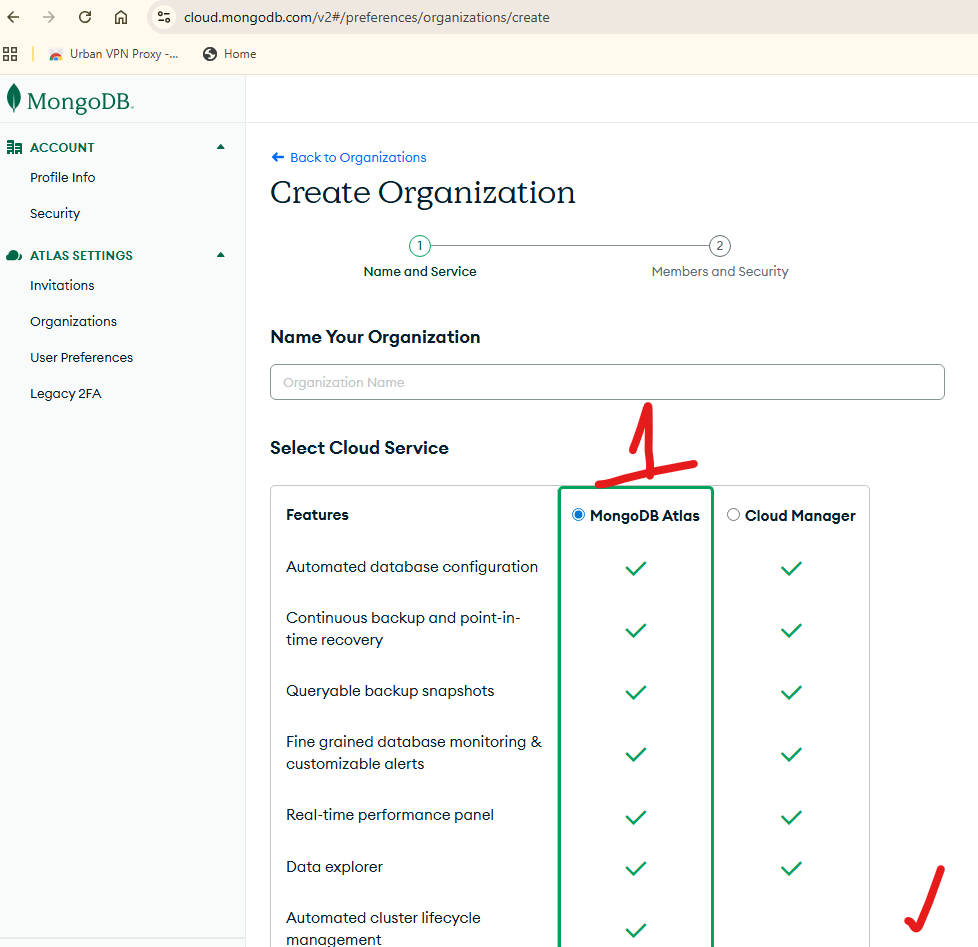 cloud.mongodb.com/v2#/preferences/organizations/create
Urban VPN Proxy -... Home
MongoDB.
ACCOUNT
Profile Info
Security
ATLAS SETTINGS
Invitations
Organizations
User Preferences
Legacy 2FA
Back to Organizations
Create Organization
1 2
Name and Service Members and Security
Name Your Organization
Organization Name
1
Select Cloud Service
Features MongoDB Atlas Cloud Manager
Automated database configuration
Continuous backup and point-in-
time recovery
Queryable backup snapshots
Fine grained database monitoring &
customizable alerts
Real-time performance panel
Data explorer
Automated cluster lifecycle
management